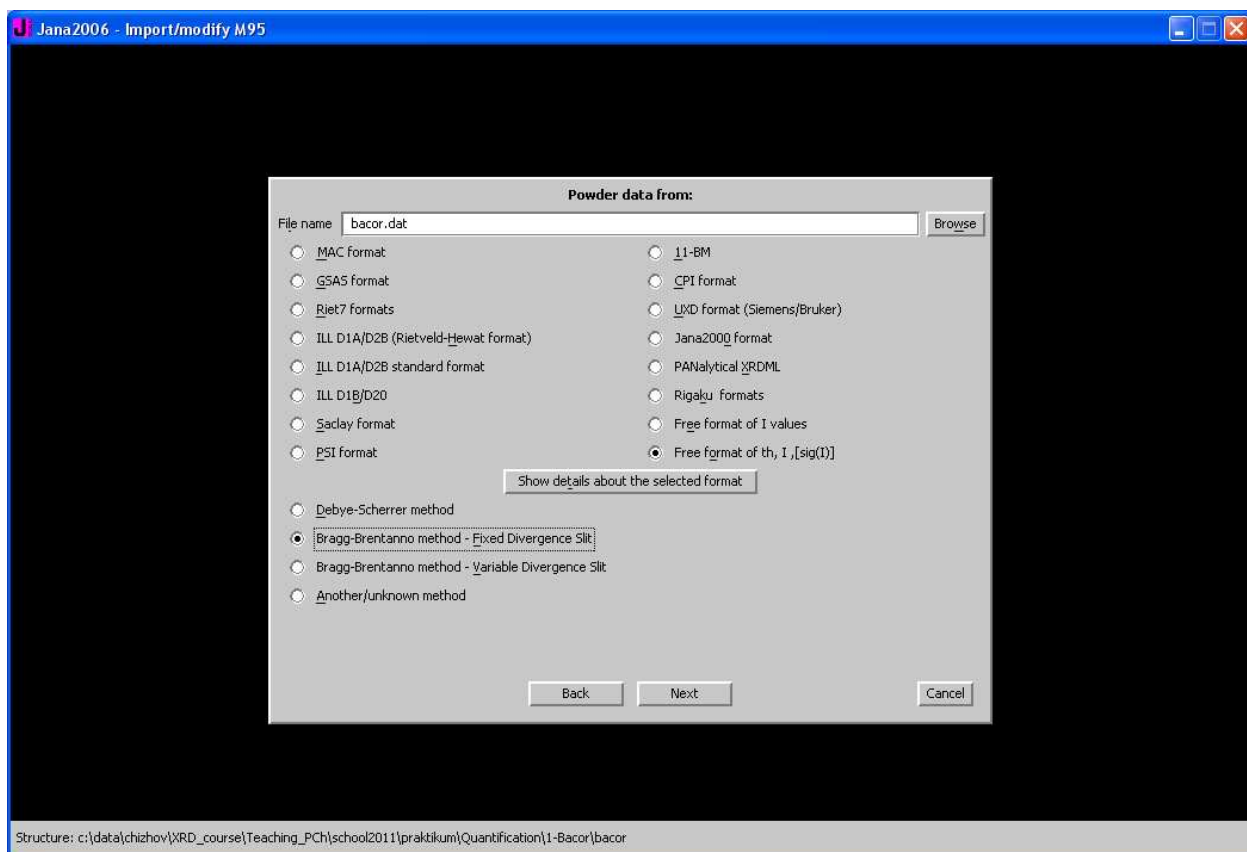 Jana2006 - Import/modify M95
Powder data from:
File name bacor.dat Browse
MAC format
GSAS format
Riet7 formats
ILL D1A/D2B (Rietveld-Hewat format)
ILL D1A/D2B standard format
ILL D1B/D20
Saclay format
PSI format
11-BM
CPI format
UXD format (Siemens/Bruker)
Jana2000 format
PANalytical XRDML
Rigaku formats
Free format of I values
Free format of th, I ,[sig(I)]
Show details about the selected format
Debye-Scherrer method
Bragg-Brentanno method - Fixed Divergence Slit
Bragg-Brentanno method - Variable Divergence Slit
Another/unknown method
Back Next Cancel
Structure: c:\data\chizhov\XRD_course\Teaching_PCh\school2011\praktikum\Quantification\1-Bacor\bacor